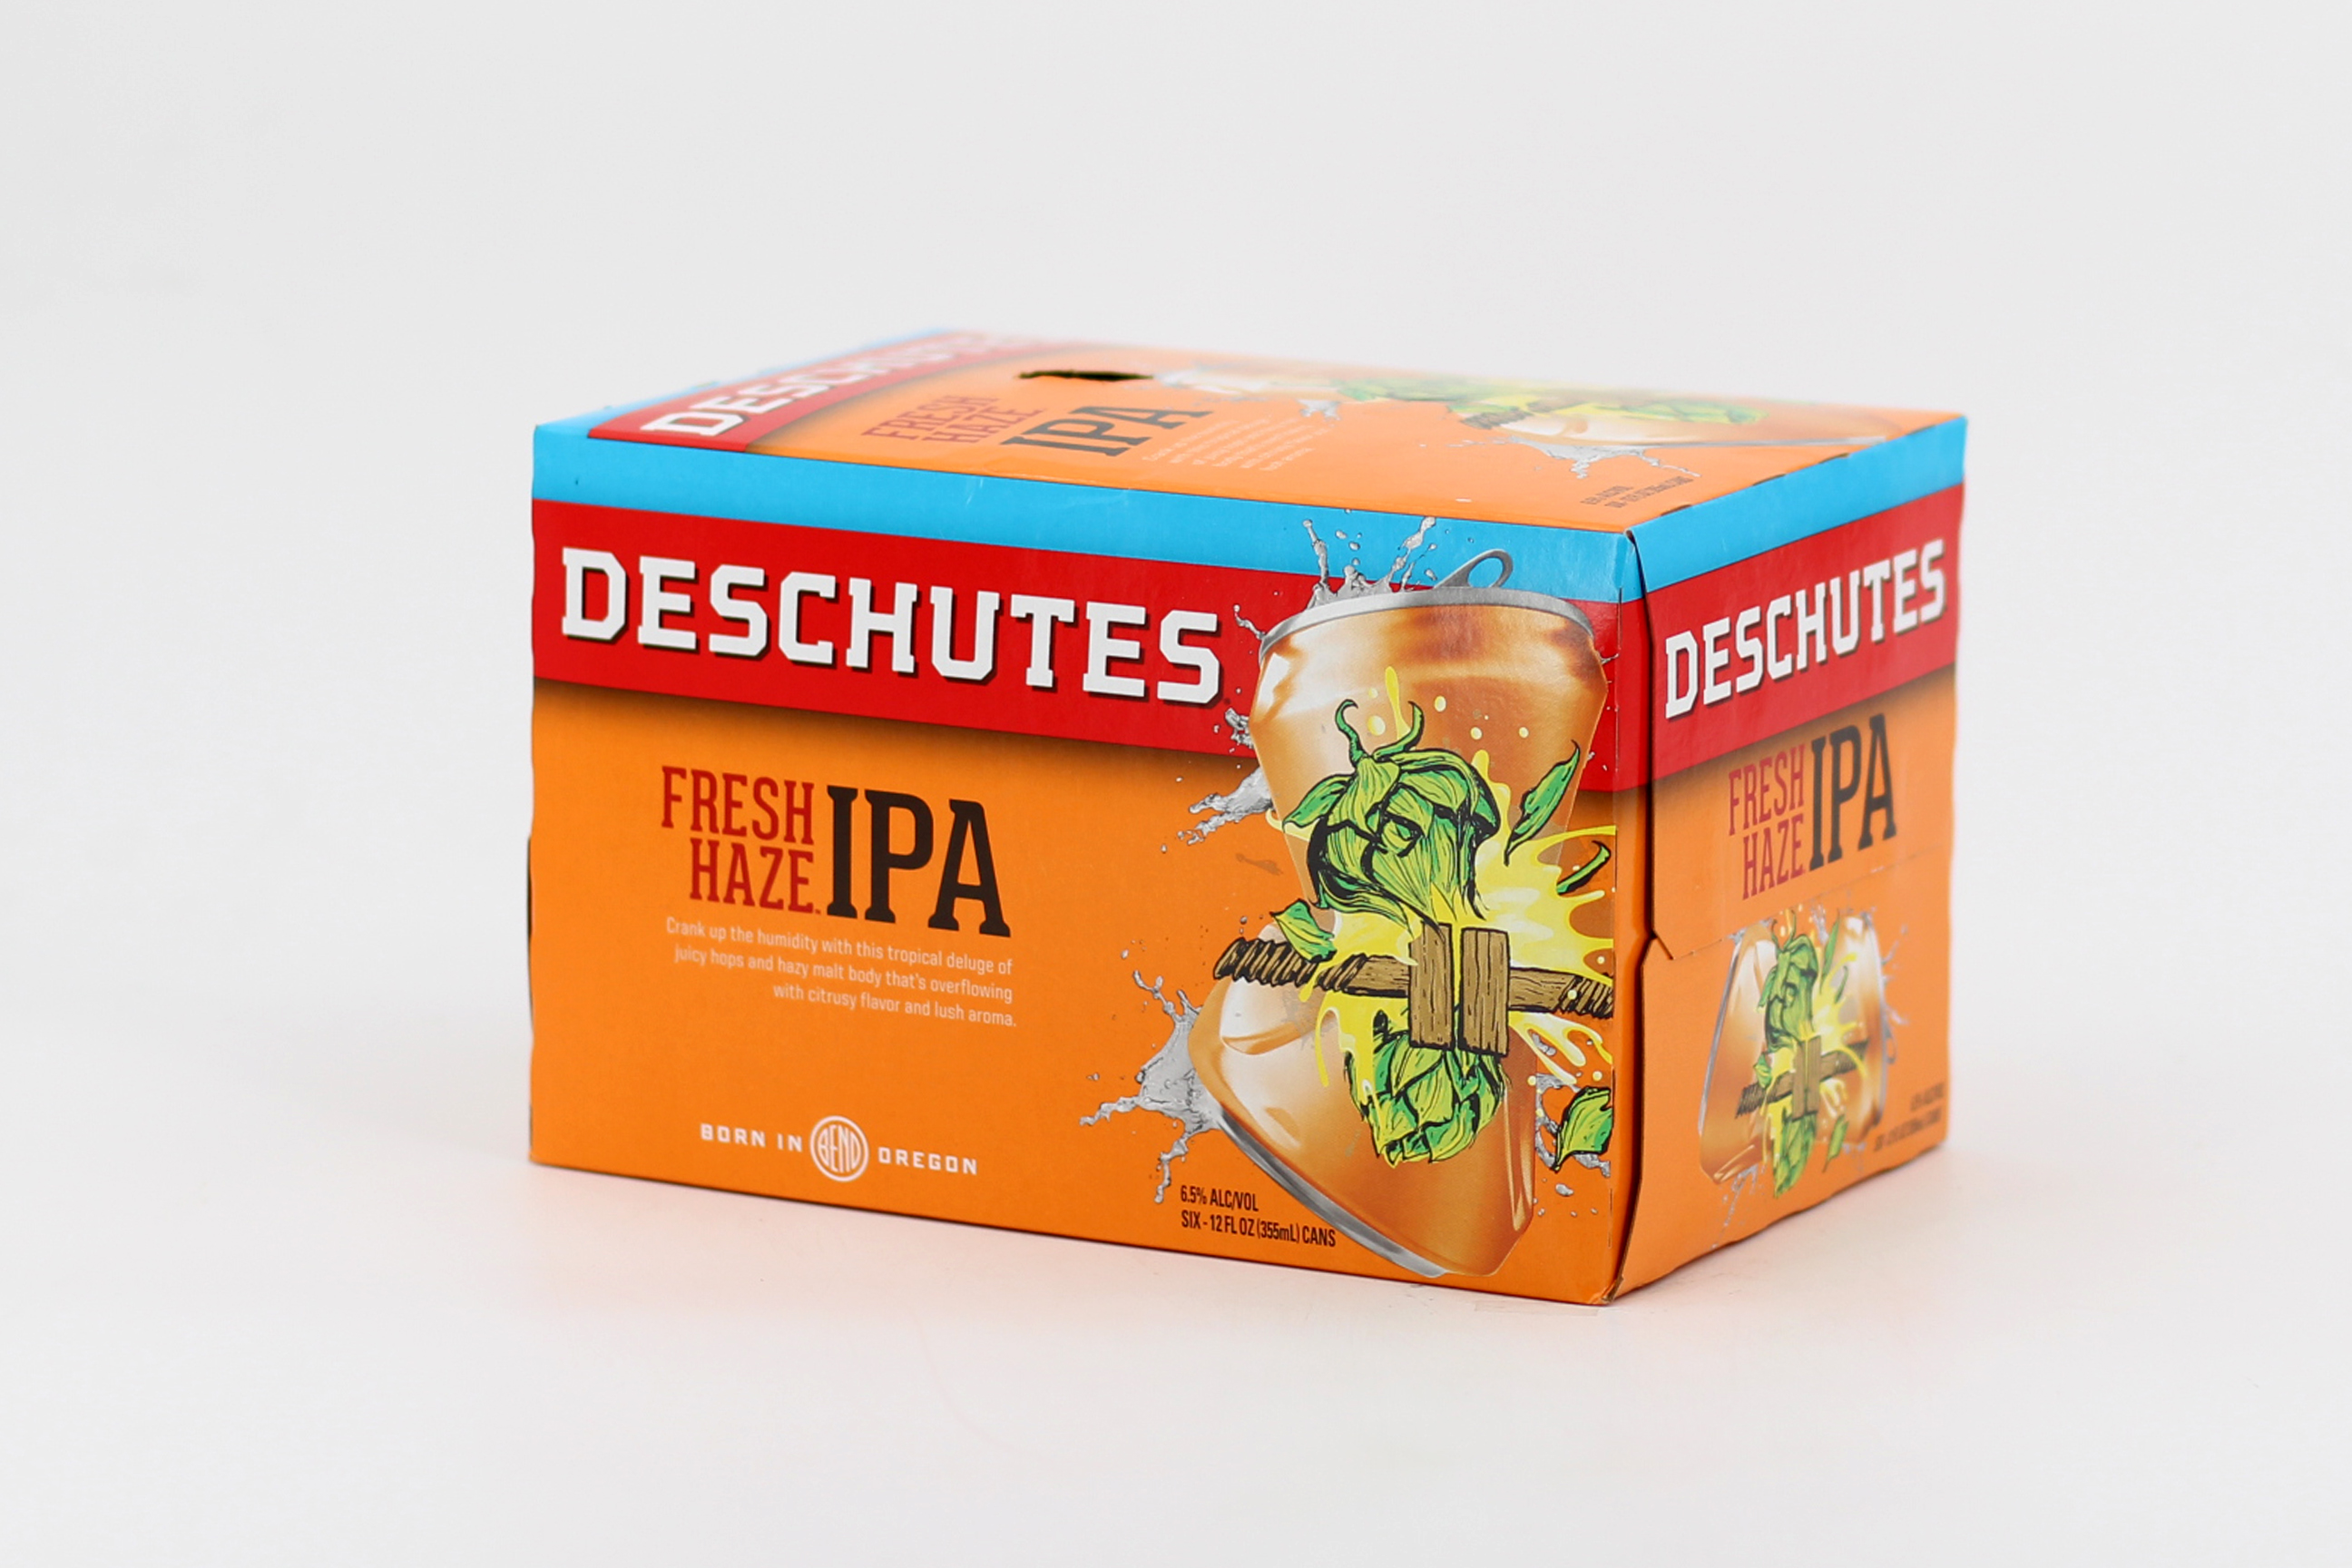 DESCHUTES
FRESH
HAZE
IPA
DESCHUTES
FRESH
HAZE™
IPA
Crank up the humidity with this tropical deluge of
juicy hops and hazy malt body that's overflowing
with citrusy flavor and lush aroma.
BORN IN BEND OREGON
6.5% ALC/VOL
SIX - 12 FL OZ (355mL) CANS
DESCHUTES
FRESH
HAZE
IPA